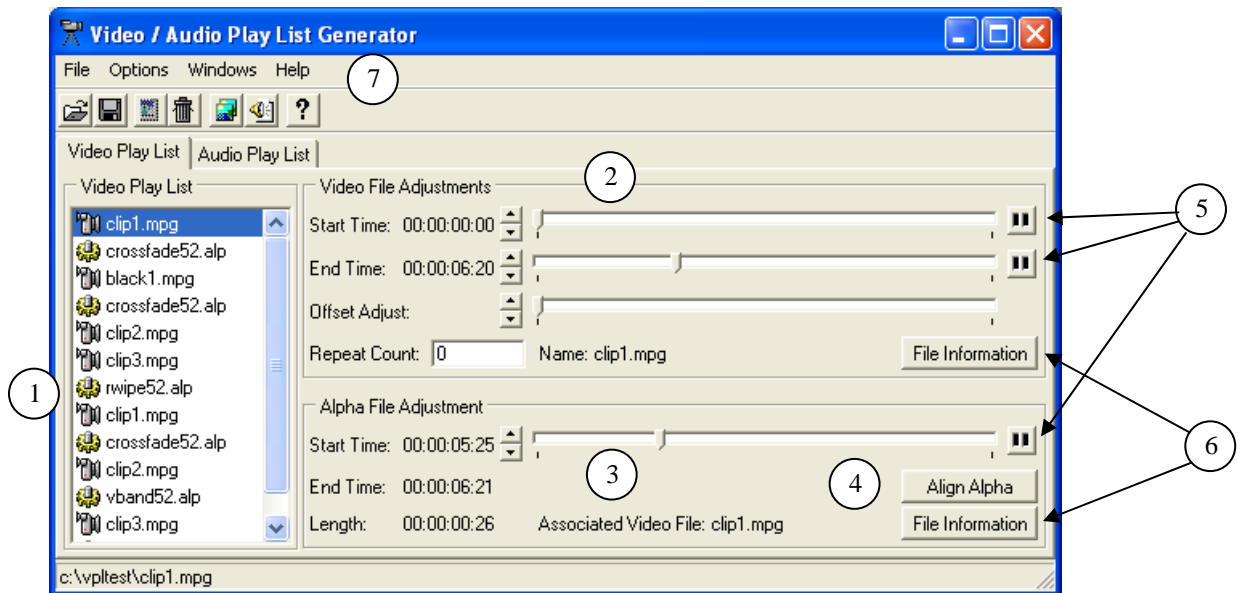 Video / Audio Play List Generator
File Options Windows Help
7
?
Video Play List Audio Play List
Video Play List
clip1.mpg
crossfade52.alp
black1.mpg
crossfade52.alp
clip2.mpg
clip3.mpg
rwipe52.alp
clip1.mpg
crossfade52.alp
clip2.mpg
vband52.alp
clip3.mpg
1
Video File Adjustments
2
Start Time: 00:00:00:00
End Time: 00:00:06:20
Offset Adjust:
Repeat Count: 0 Name: clip1.mpg File Information
5
Alpha File Adjustment
Start Time: 00:00:05:25
3
4
End Time: 00:00:06:21 Align Alpha
Length: 00:00:00:26 Associated Video File: clip1.mpg File Information
6
c:\vpltest\clip1.mpg